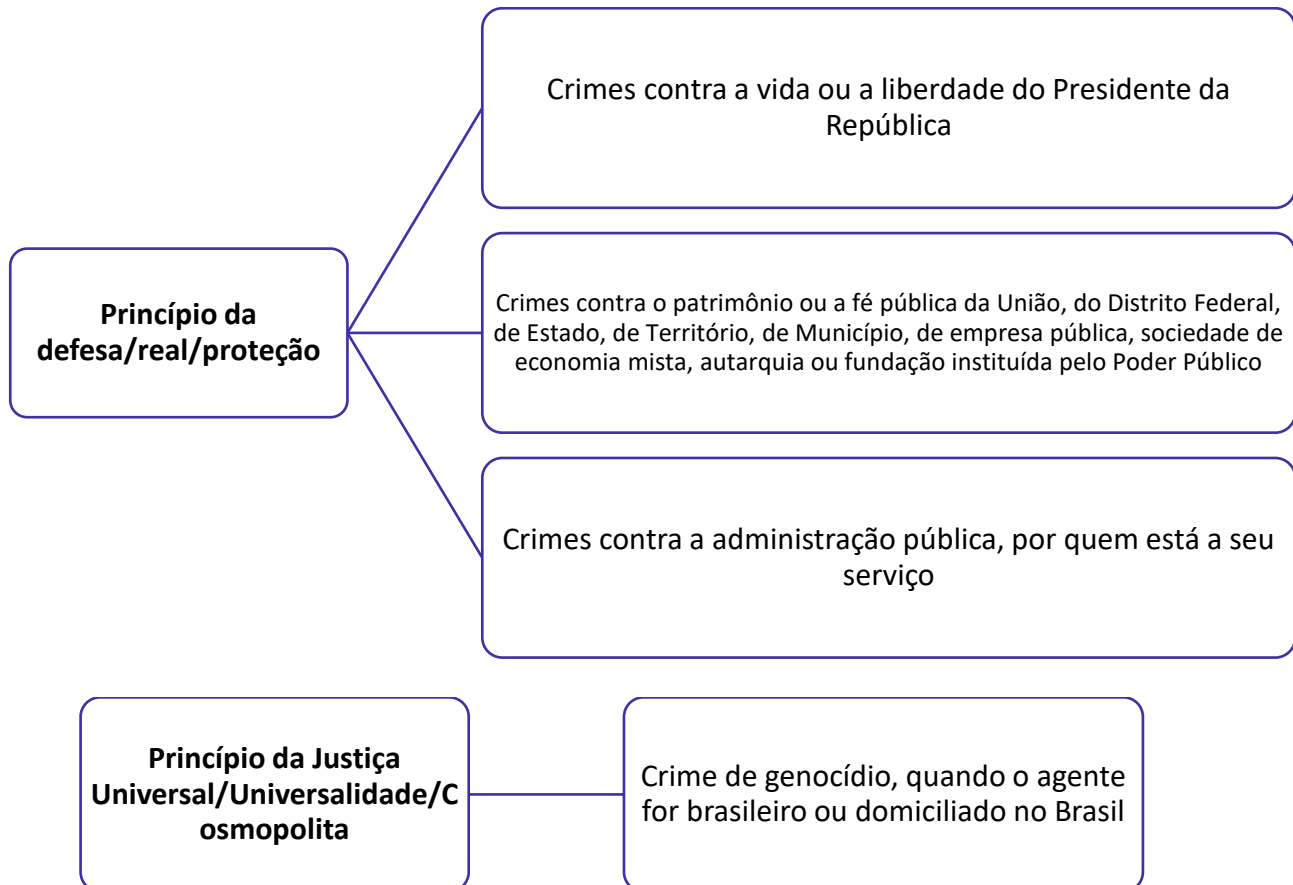 Crimes contra a vida ou a liberdade do Presidente da
República
Princípio da
defesa/real/proteção
Crimes contra o patrimônio ou a fé pública da União, do Distrito Federal,
de Estado, de Território, de Município, de empresa pública, sociedade de
economia mista, autarquia ou fundação instituída pelo Poder Público
Crimes contra a administração pública, por quem está a seu
serviço
Princípio da Justiça
Universal/Universalidade/C
osmopolita
Crime de genocídio, quando o agente
for brasileiro ou domiciliado no Brasil